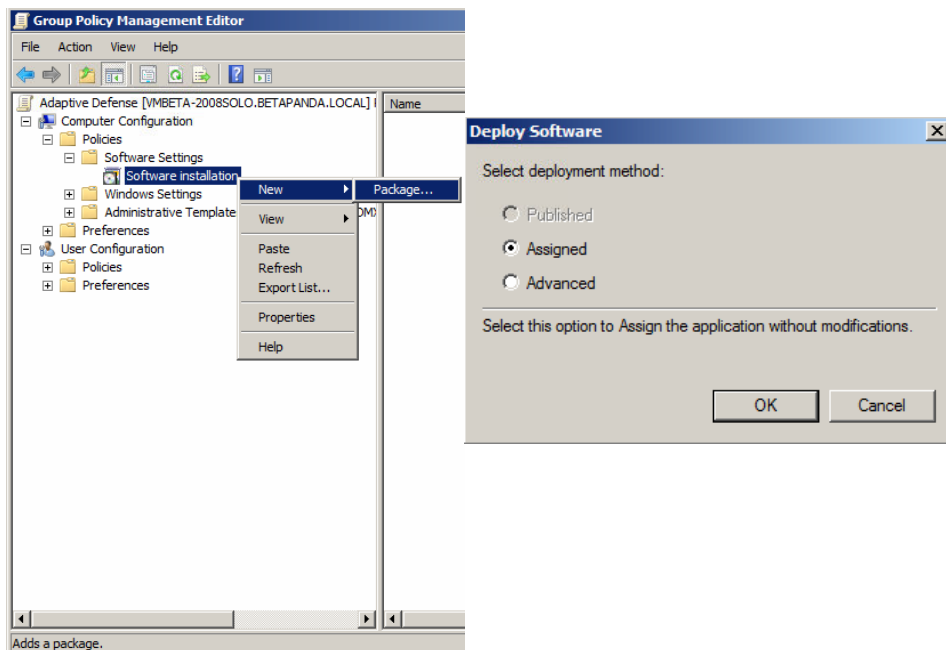 Group Policy Management Editor
File Action View Help
Adaptive Defense [VMBETA-2008SOLO.BETAPANDA.LOCAL]
Computer Configuration
Policies
Software Settings
Software installation
Windows Settings
Administrative Template
Preferences
User Configuration
Policies
Preferences
Name
New
Package...
View
Paste
Refresh
Export List...
Properties
Help
Adds a package.
Deploy Software
Select deployment method:
Published
Assigned
Advanced
Select this option to Assign the application without modifications.
OK Cancel